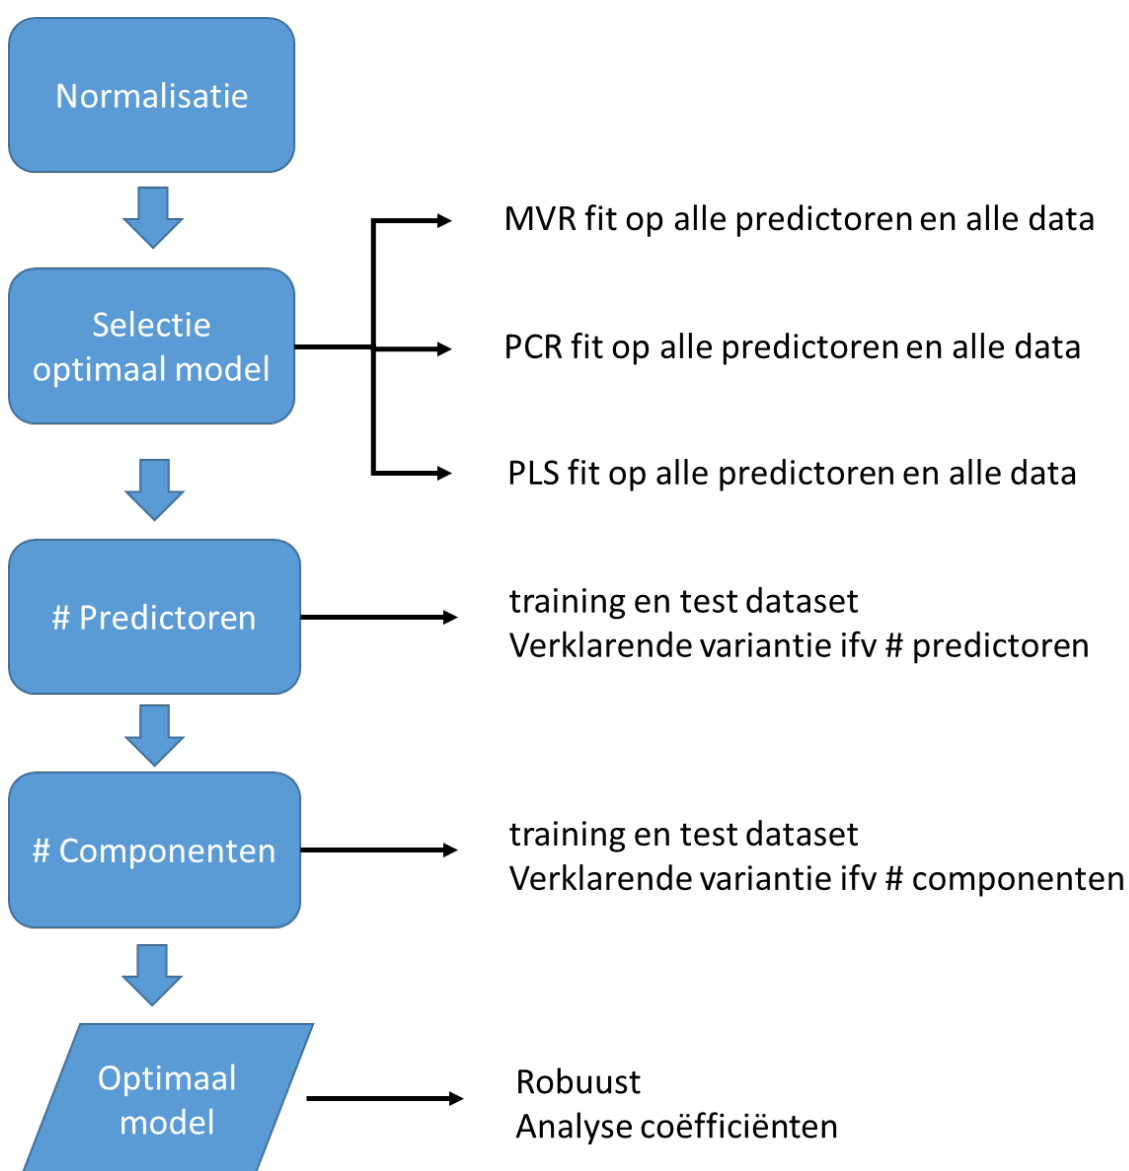 Normalisatie
MVR fit op alle predictoren en alle data
Selectie
optimaal model
PCR fit op alle predictoren en alle data
PLS fit op alle predictoren en alle data
# Predictoren
training en test dataset
Verklarende variantie ifv # predictoren
# Componenten
training en test dataset
Verklarende variantie ifv # componenten
Optimaal
model
Robuust
Analyse coëfficiënten